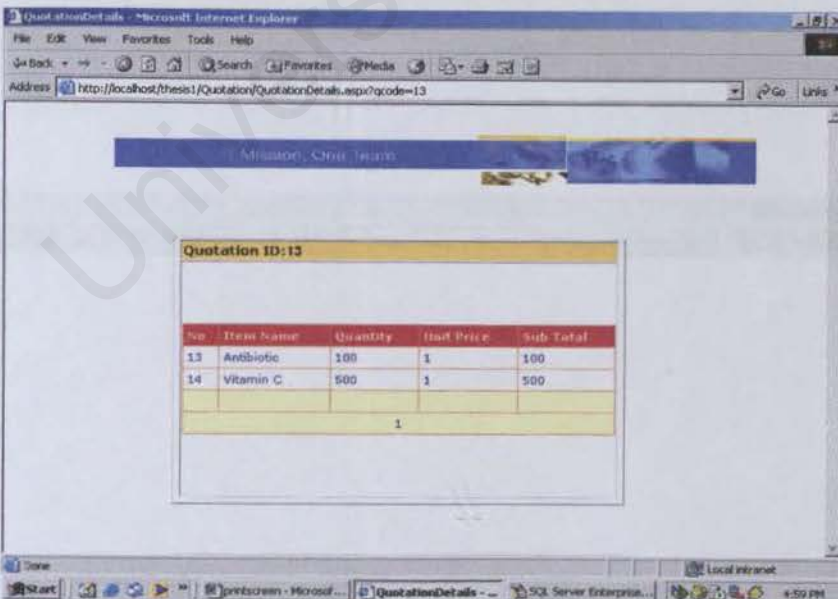 QuotationDetails - Microsoft Internet Explorer
File Edit View Favorites Tools Help
Back Search Favorites Media
Address http://localhost/thesis1/Quotation/QuotationDetails.aspx?qcode=13 Go Links
Mission, One Team
Quotation ID:13
No Item Name Quantity Unit Price Sub Total
13 Antibiotic 100 1 100
14 Vitamin C 500 1 500
1
Done Local intranet
Start printscreen - Microsof... QuotationDetails - ... SQL Server Enterprise... 4:59 PM
Univers